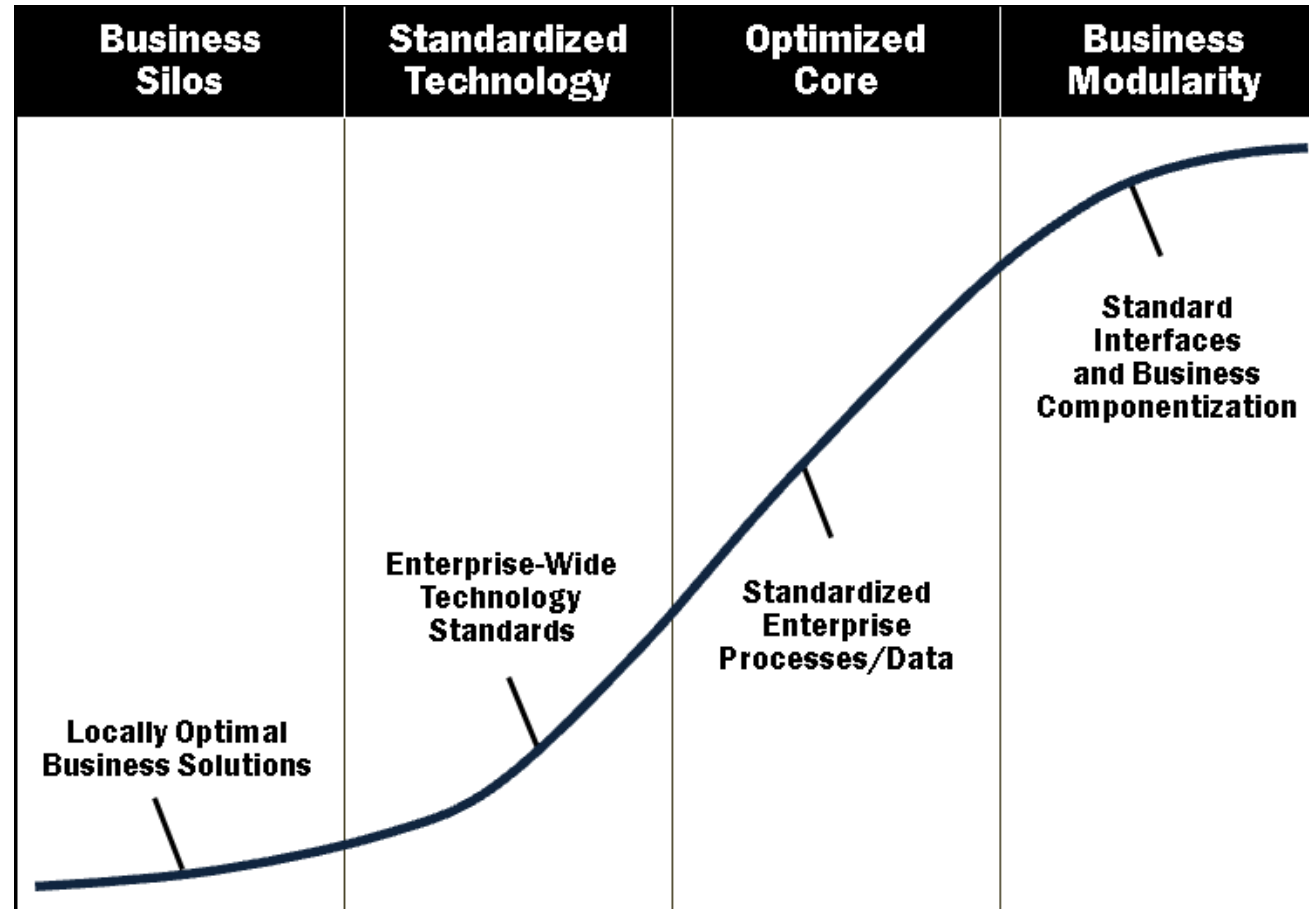 Business
Silos
Standardized
Technology
Optimized
Core
Business
Modularity
Locally Optimal
Business Solutions
Enterprise-Wide
Technology
Standards
Standardized
Enterprise
Processes/Data
Standard
Interfaces
and Business
Componentization